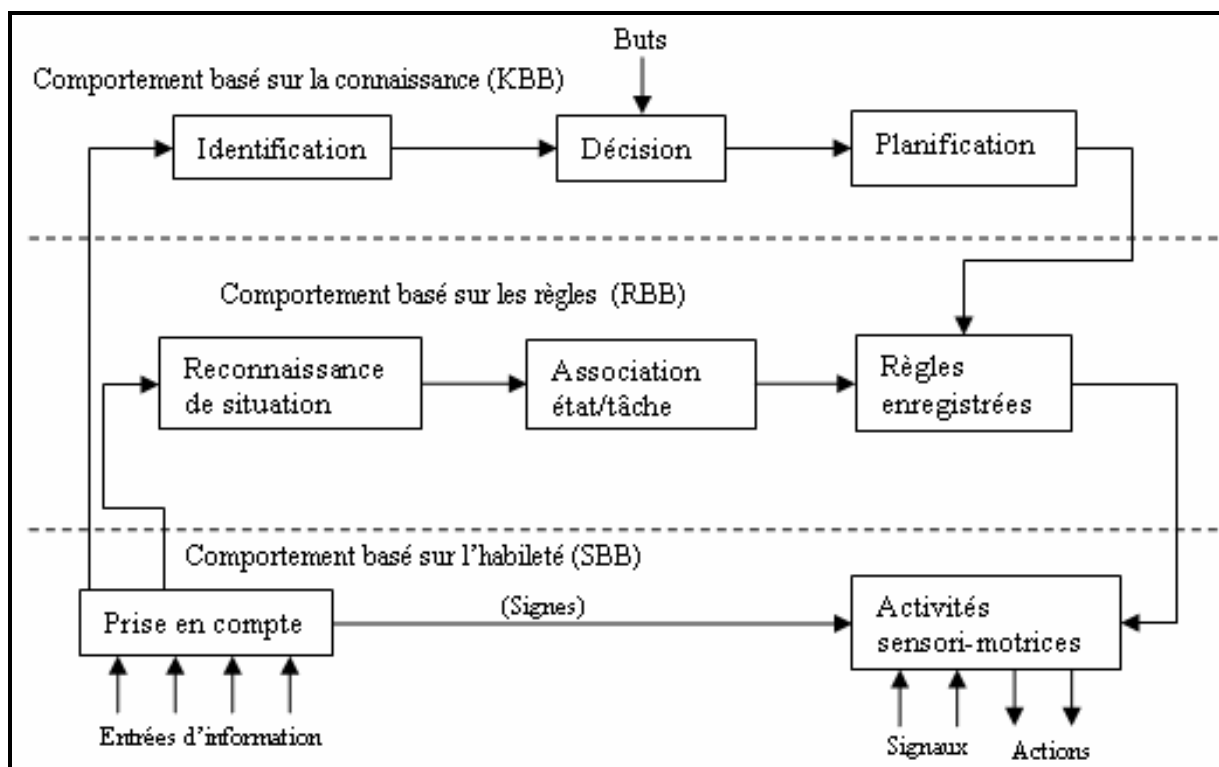 Buts
Comportement basé sur la connaissance (KBB)
Identification
Décision
Planification
Comportement basé sur les règles (RBB)
Reconnaissance
de situation
Association
état/tâche
Règles
enregistrées
Comportement basé sur l'habileté (SBB)
Prise en compte
(Signes)
Activités
sensori-motrices
Entrées d'information
Signaux
Actions